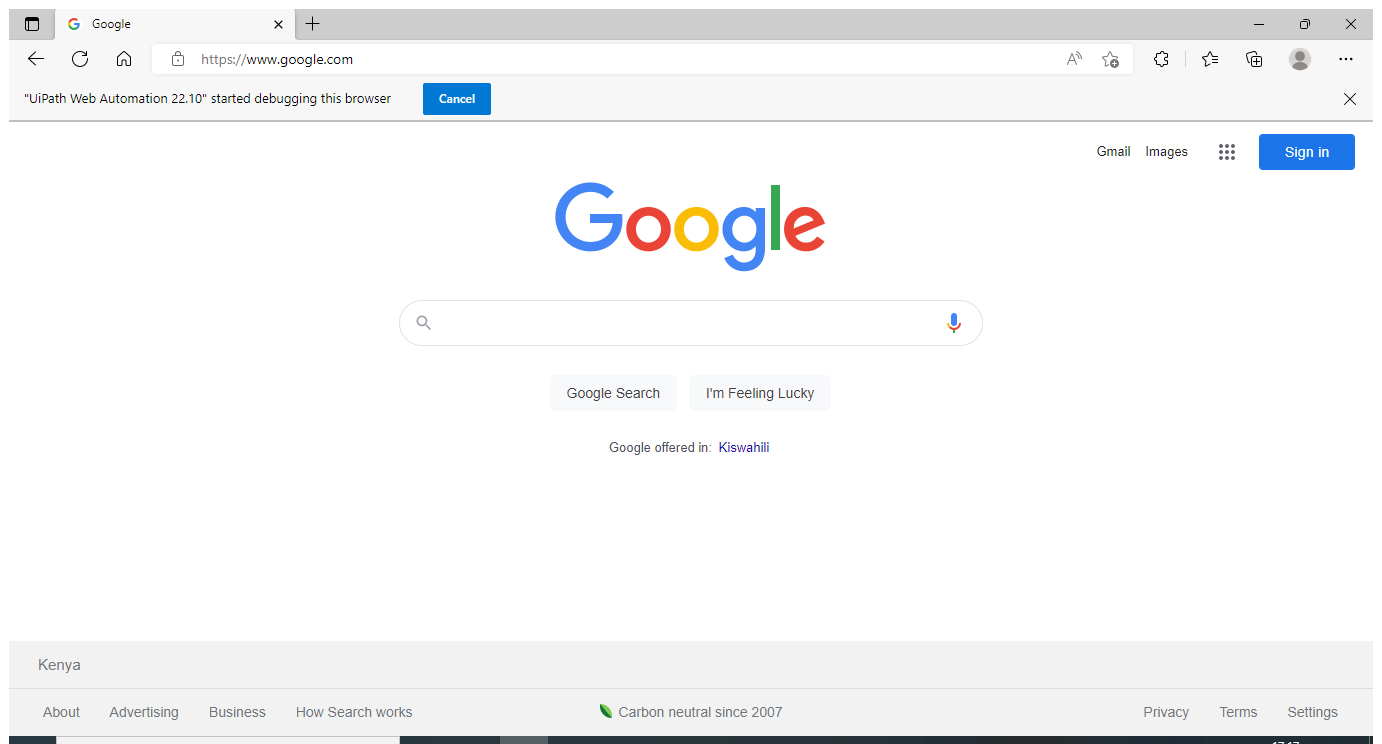 Google
https://www.google.com
"UiPath Web Automation 22.10" started debugging this browser Cancel
Gmail Images Sign in
Google
Google Search I'm Feeling Lucky
Google offered in: Kiswahili
Kenya
About Advertising Business How Search works Carbon neutral since 2007 Privacy Terms Settings